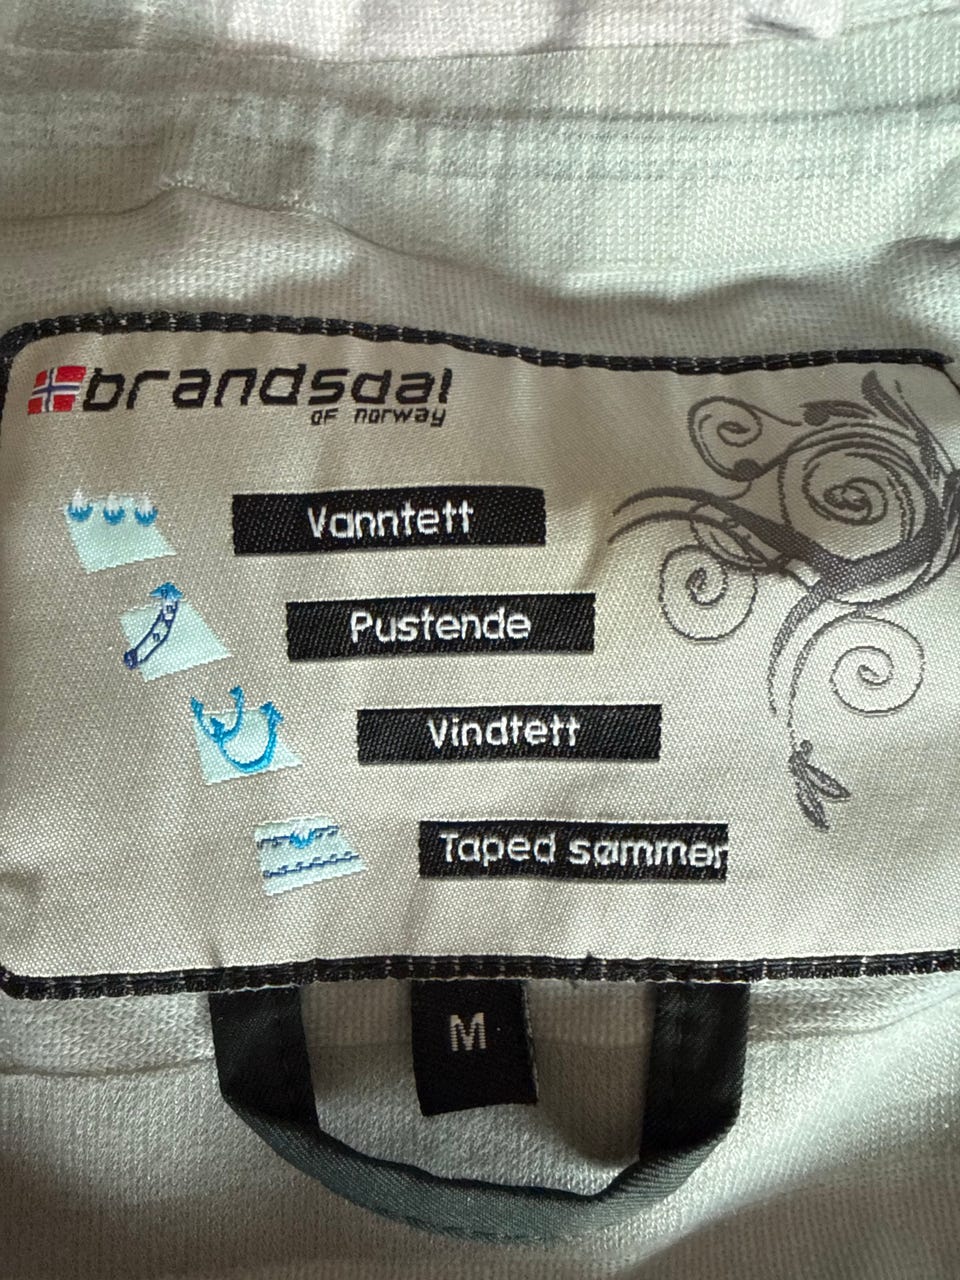 brandsdal
OF norway
Vanntett
Pustende
Vindtett
Taped sømmer
M